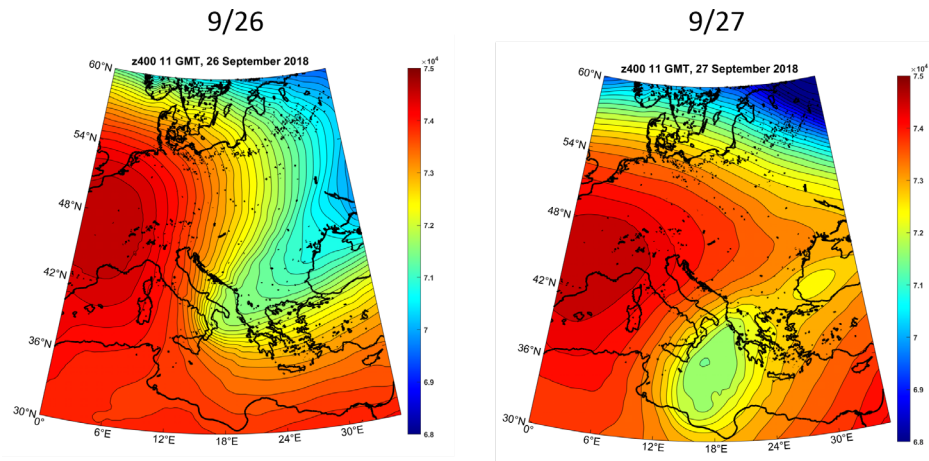 9/26
9/27
z400 11 GMT, 26 September 2018
×10⁴
7.5
7.4
7.3
7.2
7.1
7
6.9
6.8
60°N
54°N
48°N
42°N
36°N
30°N
0°
6°E
12°E
18°E
24°E
30°E
z400 11 GMT, 27 September 2018
×10⁴
7.5
7.4
7.3
7.2
7.1
7
6.9
6.8
60°N
54°N
48°N
42°N
36°N
30°N
0°
6°E
12°E
18°E
24°E
30°E